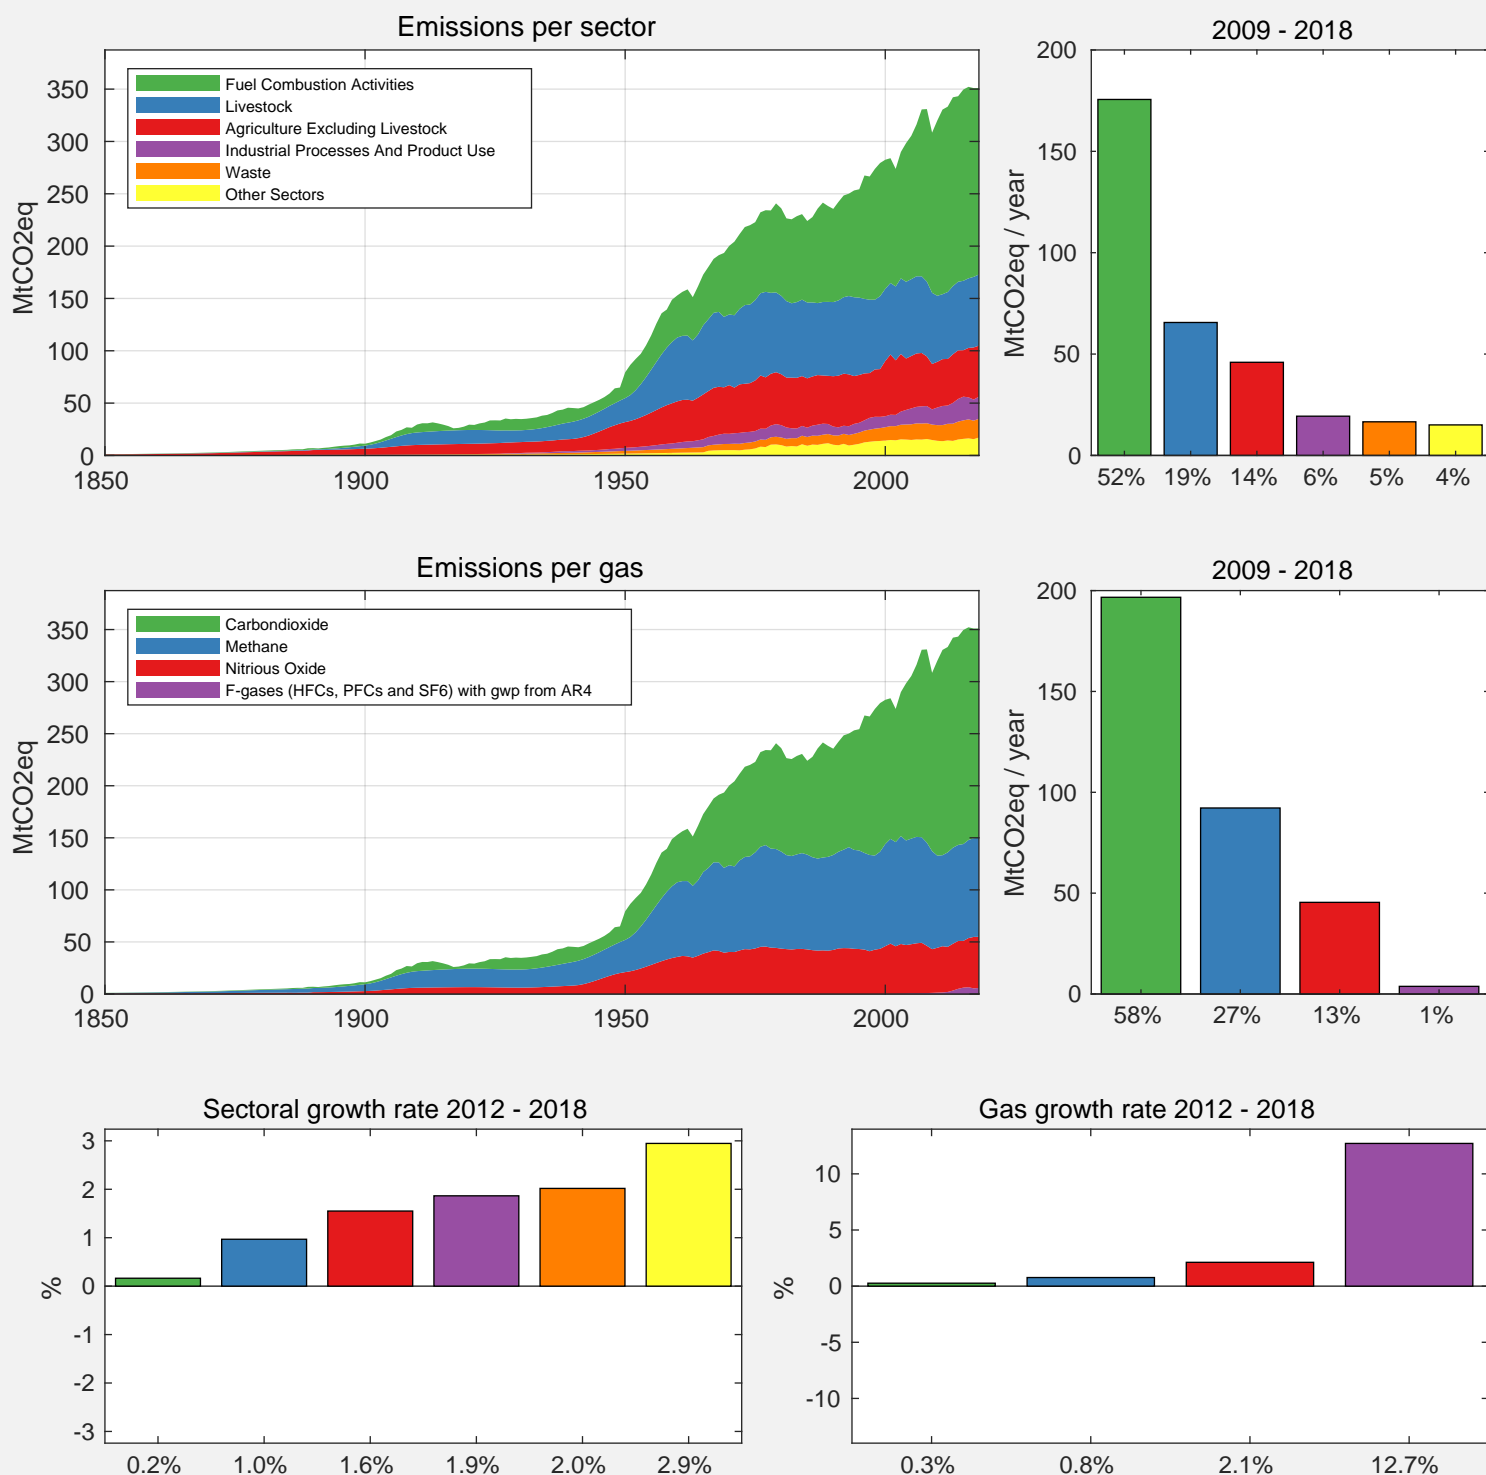 Emissions per sector
MtCO2eq
350
300
250
200
150
100
50
0
1850
1900
1950
2000
Fuel Combustion Activities
Livestock
Agriculture Excluding Livestock
Industrial Processes And Product Use
Waste
Other Sectors
2009 - 2018
MtCO2eq / year
200
150
100
50
0
52% 19% 14% 6% 5% 4%
Emissions per gas
MtCO2eq
350
300
250
200
150
100
50
0
1850
1900
1950
2000
Carbondioxide
Methane
Nitrious Oxide
F-gases (HFCs, PFCs and SF6) with gwp from AR4
2009 - 2018
MtCO2eq / year
200
150
100
50
0
58% 27% 13% 1%
Sectoral growth rate 2012 - 2018
%
3
2
1
0
-1
-2
-3
0.2% 1.0% 1.6% 1.9% 2.0% 2.9%
Gas growth rate 2012 - 2018
%
10
5
0
-5
-10
0.3% 0.8% 2.1% 12.7%